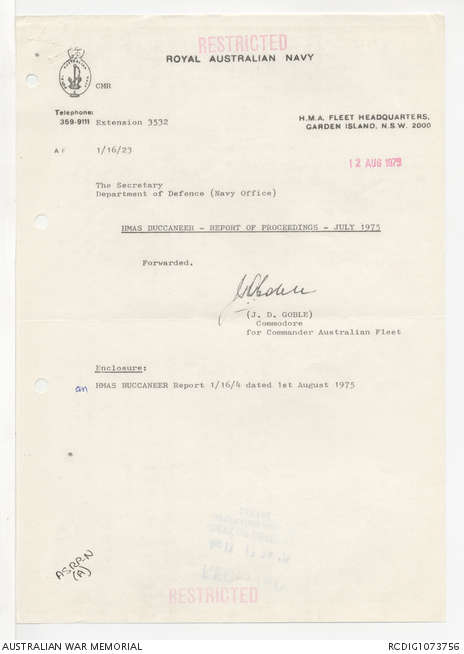 RESTRICTED
ROYAL AUSTRALIAN NAVY
CMR
Telephone:
359-9111 Extension 3532
H.M.A. FLEET HEADQUARTERS,
GARDEN ISLAND, N.S.W. 2000
AF 1/16/23
12 AUG 1975
The Secretary
Department of Defence (Navy Office)
HMAS BUCCANEER - REPORT OF PROCEEDINGS - JULY 1975
Forwarded.
(J. D. GOBLE)
Commodore
for Commander Australian Fleet
Enclosure:
HMAS BUCCANEER Report 1/16/4 dated 1st August 1975
A.S.R.P-N
(A)
RESTRICTED
AUSTRALIAN WAR MEMORIAL
RCDIG1073756